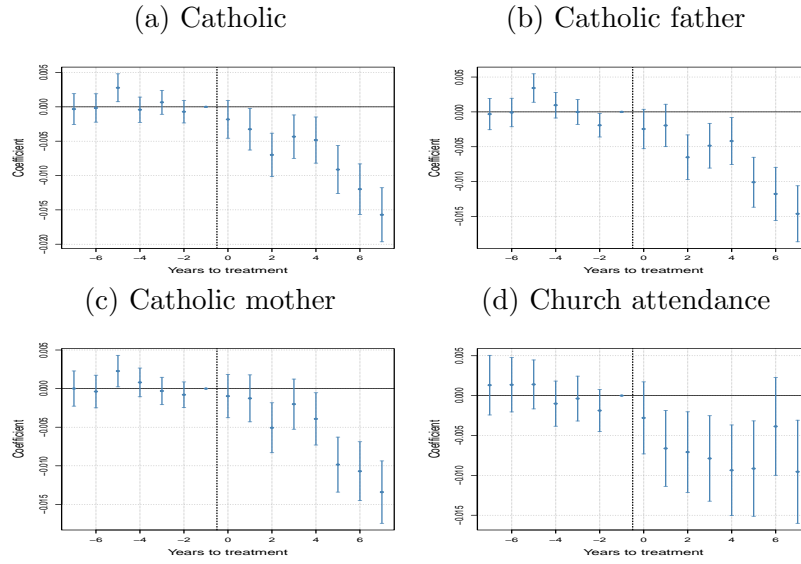 (a) Catholic
Coefficient
0.005
0.000
−0.005
−0.010
−0.015
−0.020
−6 −4 −2 0 2 4 6
Years to treatment
(b) Catholic father
Coefficient
0.005
0.000
−0.005
−0.010
−0.015
−6 −4 −2 0 2 4 6
Years to treatment
(c) Catholic mother
Coefficient
0.005
0.000
−0.005
−0.010
−0.015
−6 −4 −2 0 2 4 6
Years to treatment
(d) Church attendance
Coefficient
0.005
0.000
−0.005
−0.010
−0.015
−6 −4 −2 0 2 4 6
Years to treatment